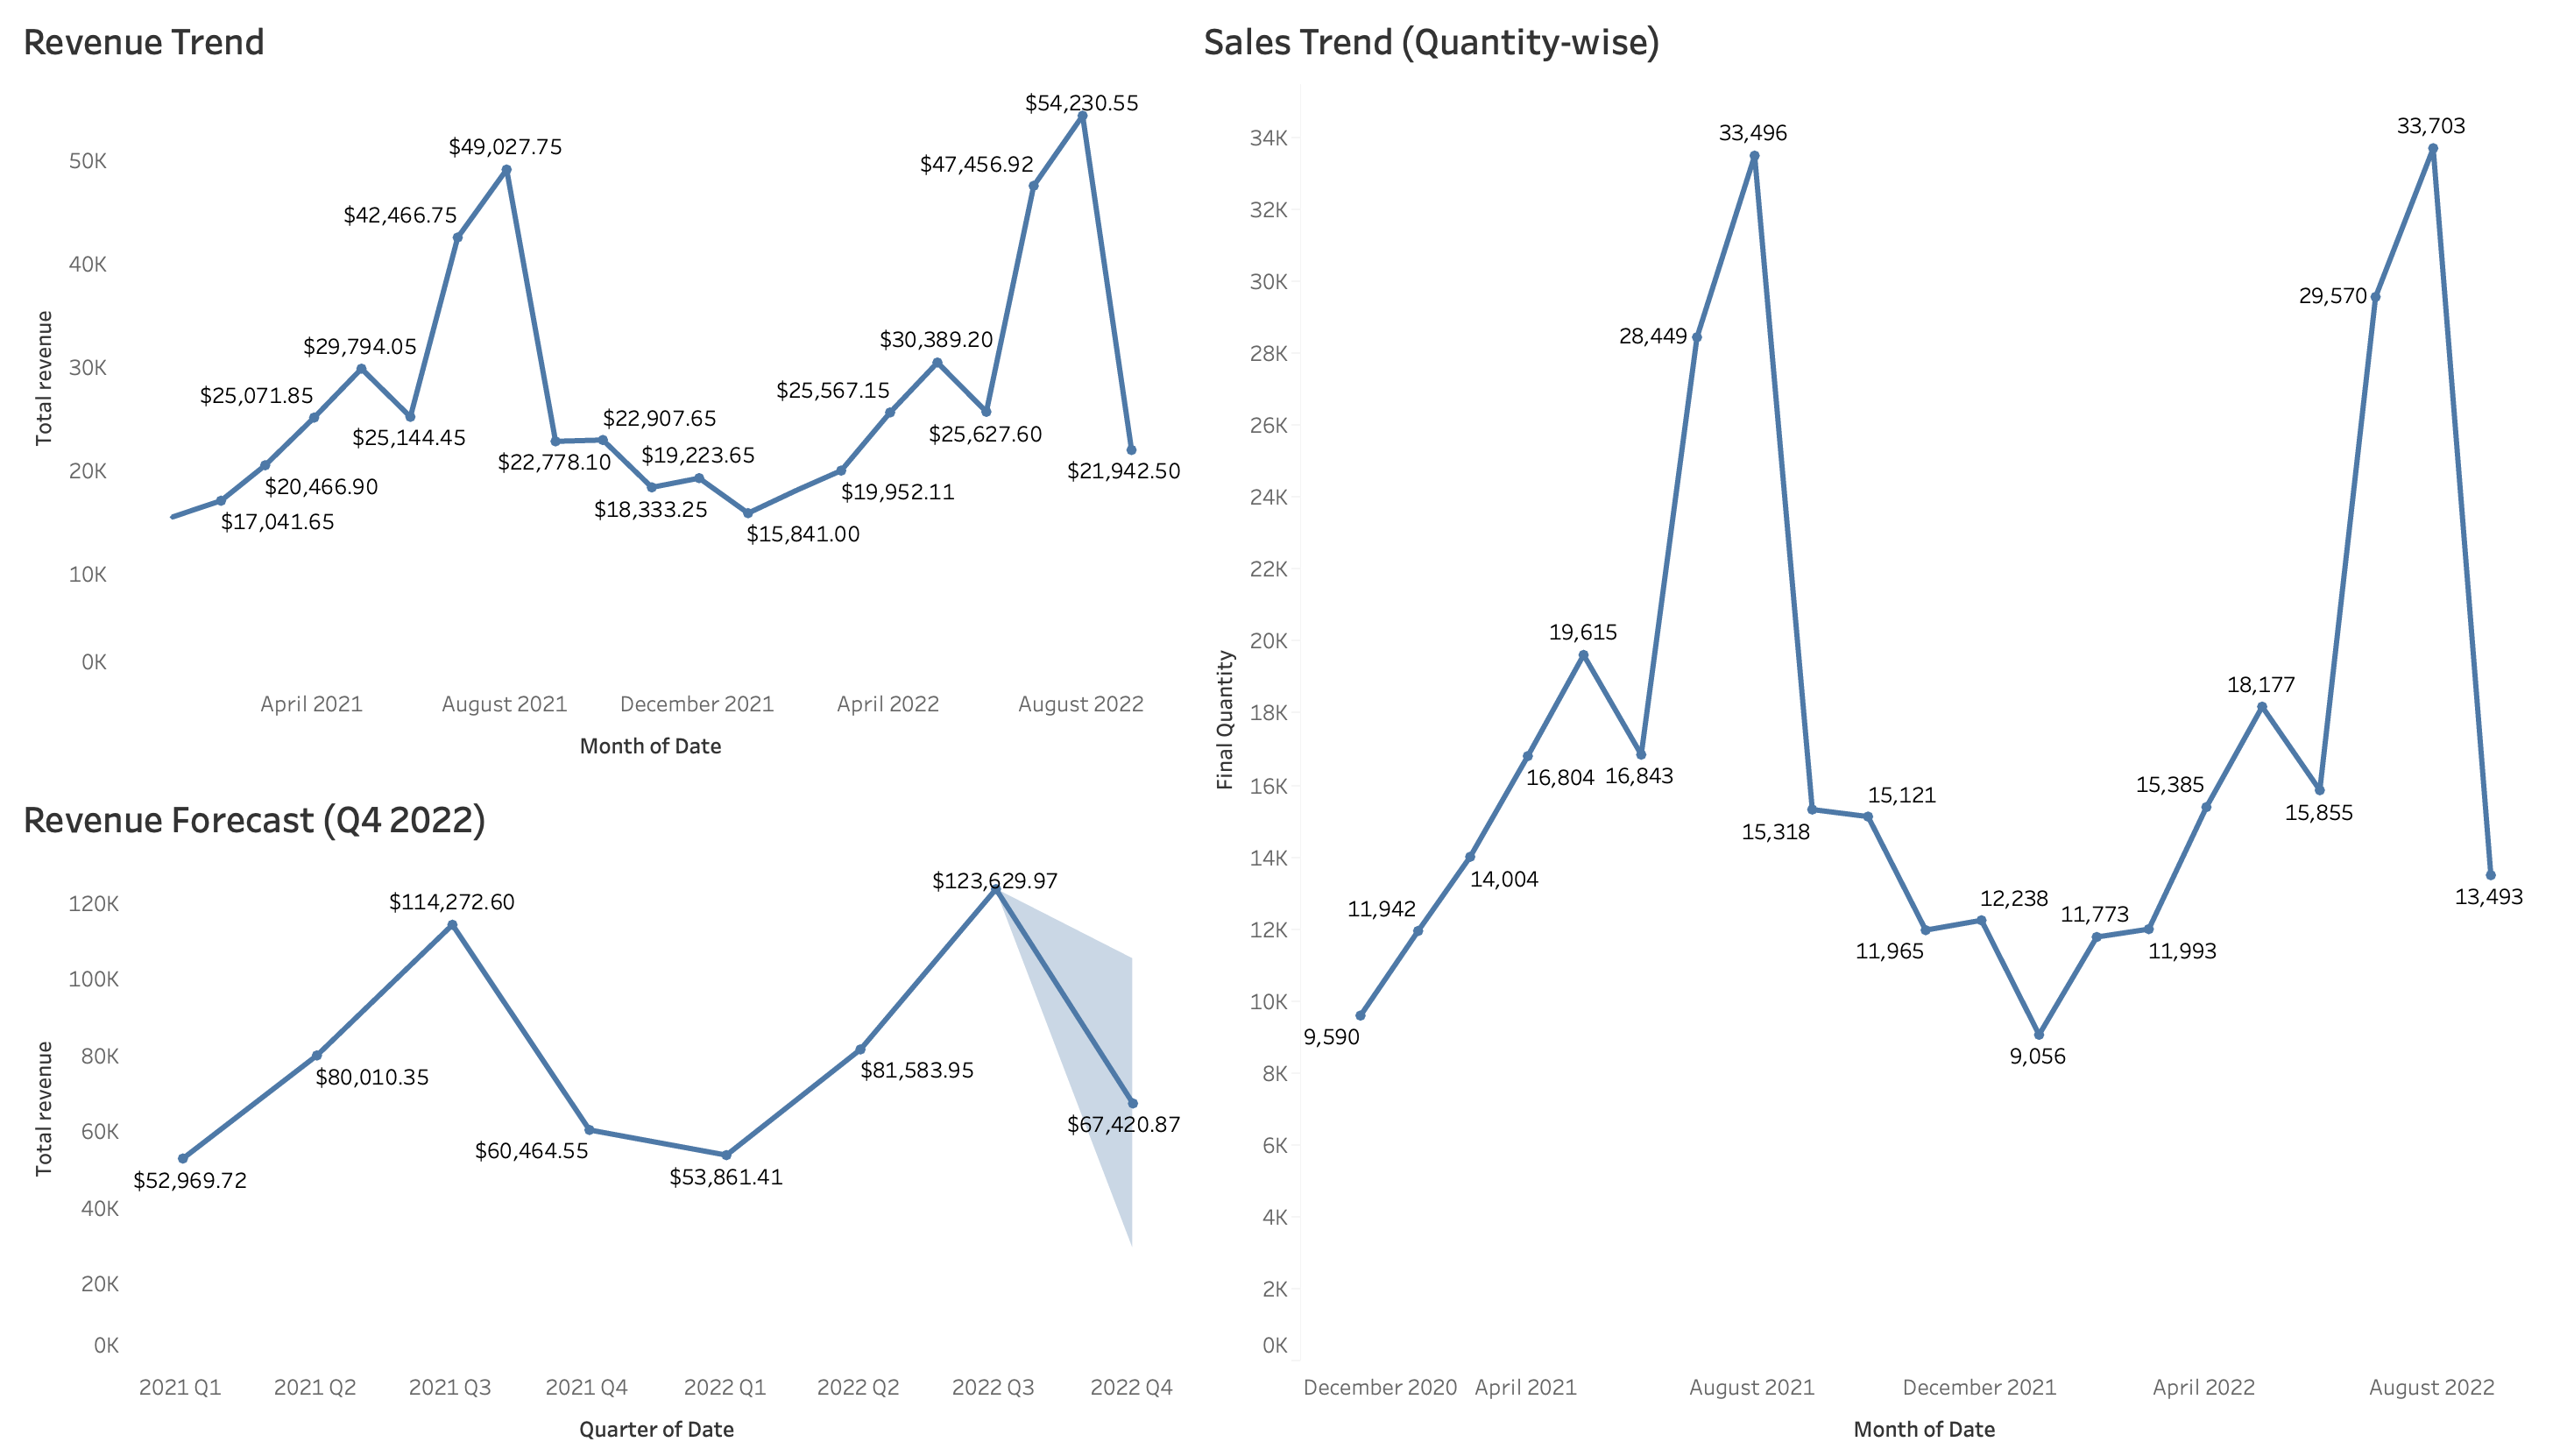 Revenue Trend
Total revenue
50K
40K
30K
20K
10K
0K
$17,041.65
$20,466.90
$25,071.85
$29,794.05
$25,144.45
$42,466.75
$49,027.75
$22,778.10
$22,907.65
$18,333.25
$19,223.65
$15,841.00
$19,952.11
$25,567.15
$30,389.20
$25,627.60
$47,456.92
$54,230.55
$21,942.50
April 2021
August 2021
December 2021
April 2022
August 2022
Month of Date
Revenue Forecast (Q4 2022)
Total revenue
120K
100K
80K
60K
40K
20K
0K
$52,969.72
$80,010.35
$114,272.60
$60,464.55
$53,861.41
$81,583.95
$123,629.97
$67,420.87
2021 Q1
2021 Q2
2021 Q3
2021 Q4
2022 Q1
2022 Q2
2022 Q3
2022 Q4
Quarter of Date
Sales Trend (Quantity-wise)
Final Quantity
34K
32K
30K
28K
26K
24K
22K
20K
18K
16K
14K
12K
10K
8K
6K
4K
2K
0K
9,590
11,942
14,004
16,804
19,615
16,843
28,449
33,496
15,318
15,121
11,965
12,238
9,056
11,773
11,993
15,385
18,177
15,855
29,570
33,703
13,493
December 2020
April 2021
August 2021
December 2021
April 2022
August 2022
Month of Date